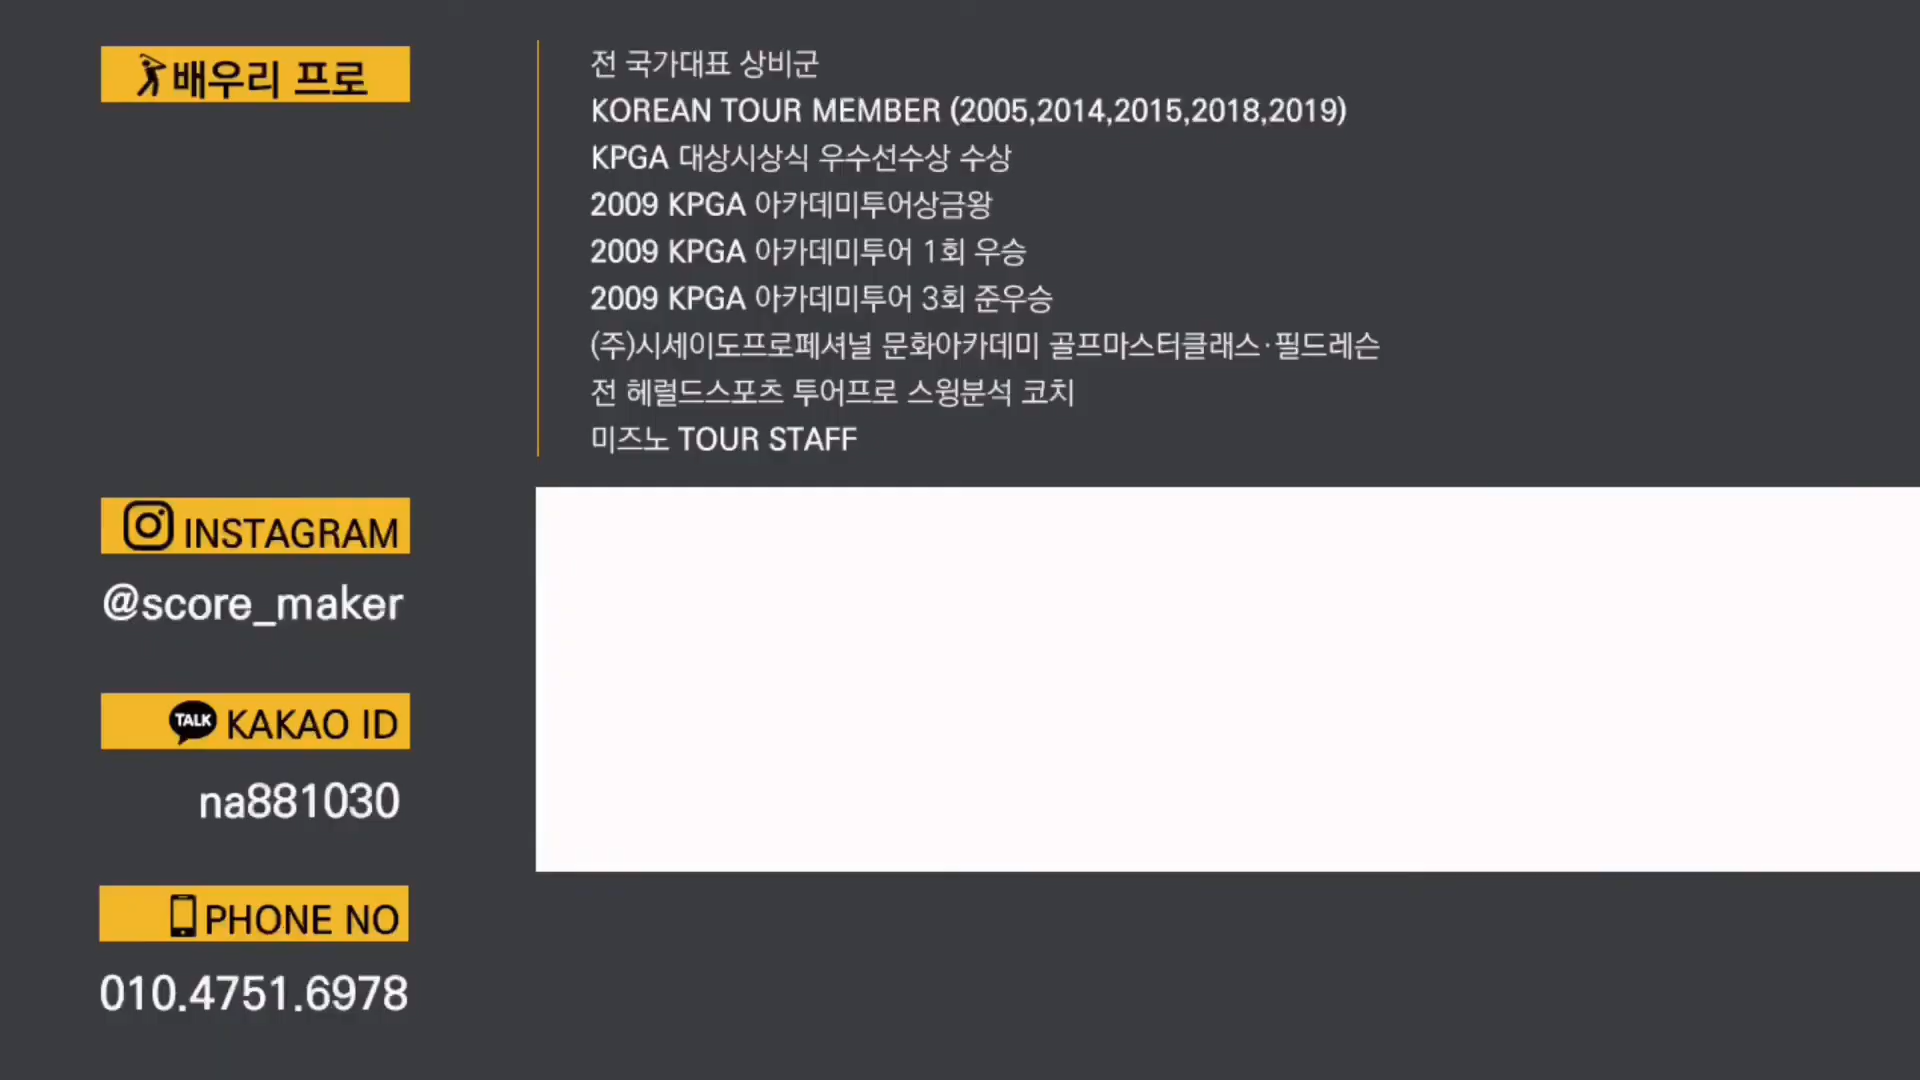 배우리 프로
전 국가대표 상비군
KOREAN TOUR MEMBER (2005,2014,2015,2018,2019)
KPGA 대상시상식 우수선수상 수상
2009 KPGA 아카데미투어상금왕
2009 KPGA 아카데미투어 1회 우승
2009 KPGA 아카데미투어 3회 준우승
(주)시세이도프로페셔널 문화아카데미 골프마스터클래스·필드레슨
전 헤럴드스포츠 투어프로 스윙분석 코치
미즈노 TOUR STAFF
INSTAGRAM
@score_maker
TALK KAKAO ID
na881030
PHONE NO
010.4751.6978